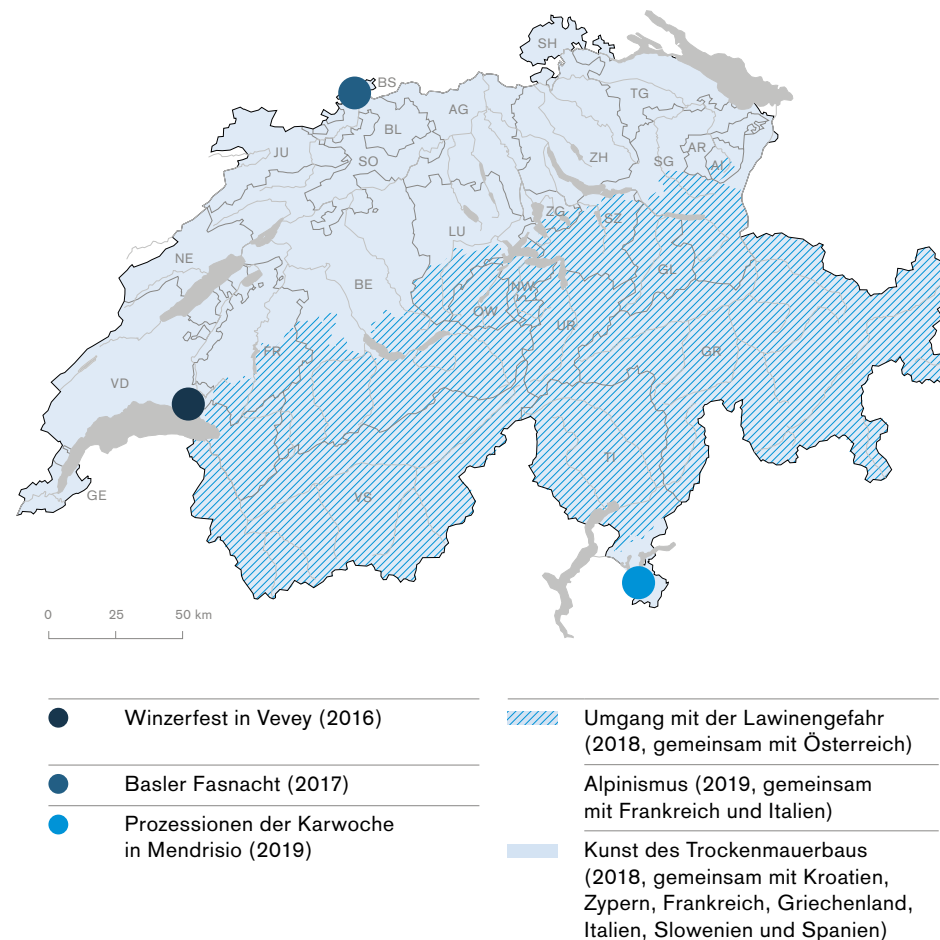 SH
BS
TG
AG
BL
AR
JU
SO
ZH
SG
AI
ZG
SZ
LU
NE
GL
BE
NW
OW
UR
FR
GR
VD
TI
GE
VS
0 25 50 km
Winzerfest in Vevey (2016)
Basler Fasnacht (2017)
Prozessionen der Karwoche
in Mendrisio (2019)
Umgang mit der Lawinengefahr
(2018, gemeinsam mit Österreich)
Alpinismus (2019, gemeinsam
mit Frankreich und Italien)
Kunst des Trockenmauerbaus
(2018, gemeinsam mit Kroatien,
Zypern, Frankreich, Griechenland,
Italien, Slowenien und Spanien)